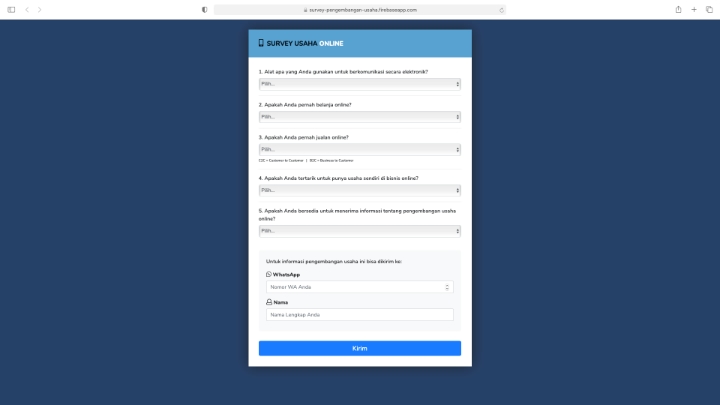 survey-pengembangan-usaha.firebaseapp.com
SURVEY USAHA ONLINE
1. Alat apa yang Anda gunakan untuk berkomunikasi secara elektronik?
Pilih...
2. Apakah Anda pernah belanja online?
Pilih...
3. Apakah Anda pernah jualan online?
Pilih...
C2C = Customer to Customer | B2C = Business to Customer
4. Apakah Anda tertarik untuk punya usaha sendiri di bisnis online?
Pilih...
5. Apakah Anda bersedia untuk menerima informasi tentang pengembangan usaha
online?
Pilih...
Untuk informasi pengembangan usaha ini bisa dikirim ke:
WhatsApp
Nomor WA Anda
Nama
Nama Lengkap Anda
Kirim